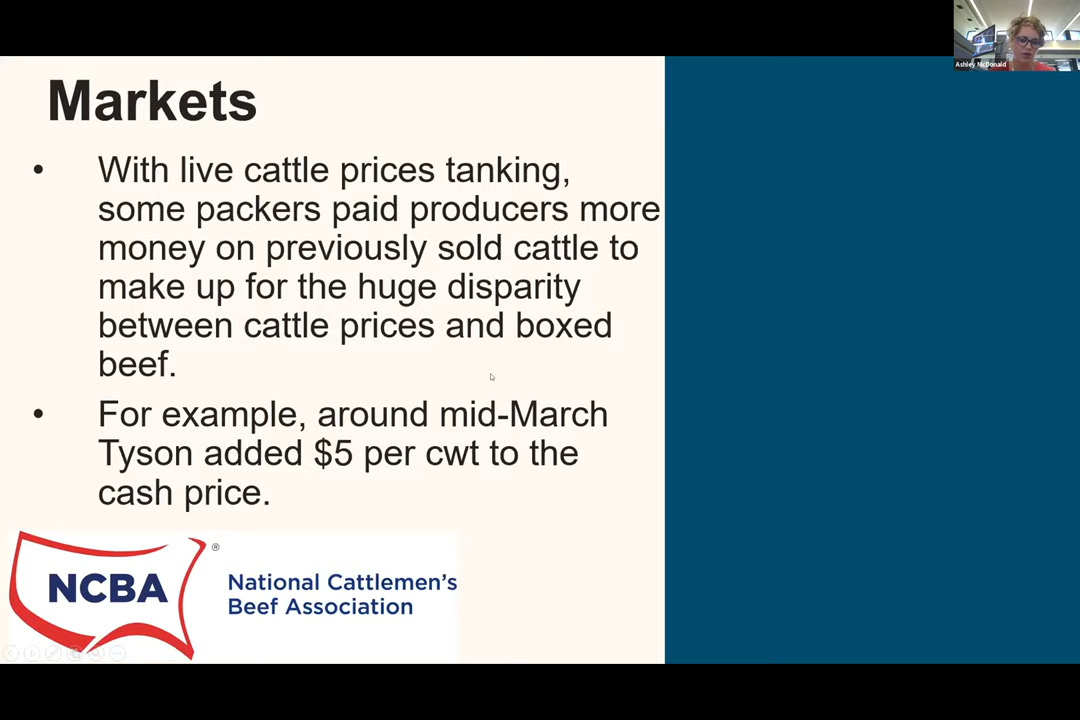 Ashley McDonald
Markets
• With live cattle prices tanking,
some packers paid producers more
money on previously sold cattle to
make up for the huge disparity
between cattle prices and boxed
beef.
• For example, around mid-March
Tyson added $5 per cwt to the
cash price.
NCBA ®
National Cattlemen's
Beef Association